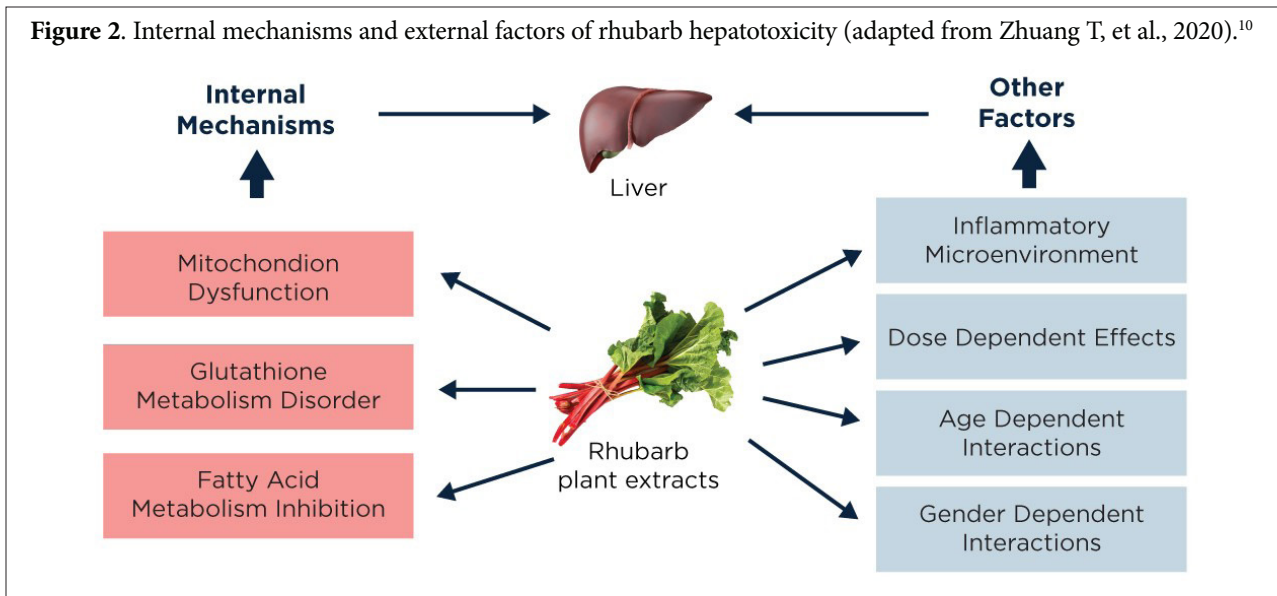 Figure 2. Internal mechanisms and external factors of rhubarb hepatotoxicity (adapted from Zhuang T, et al., 2020).¹⁰
Internal
Mechanisms
Other
Factors
Liver
Mitochondion
Dysfunction
Glutathione
Metabolism Disorder
Fatty Acid
Metabolism Inhibition
Rhubarb
plant extracts
Inflammatory
Microenvironment
Dose Dependent Effects
Age Dependent
Interactions
Gender Dependent
Interactions